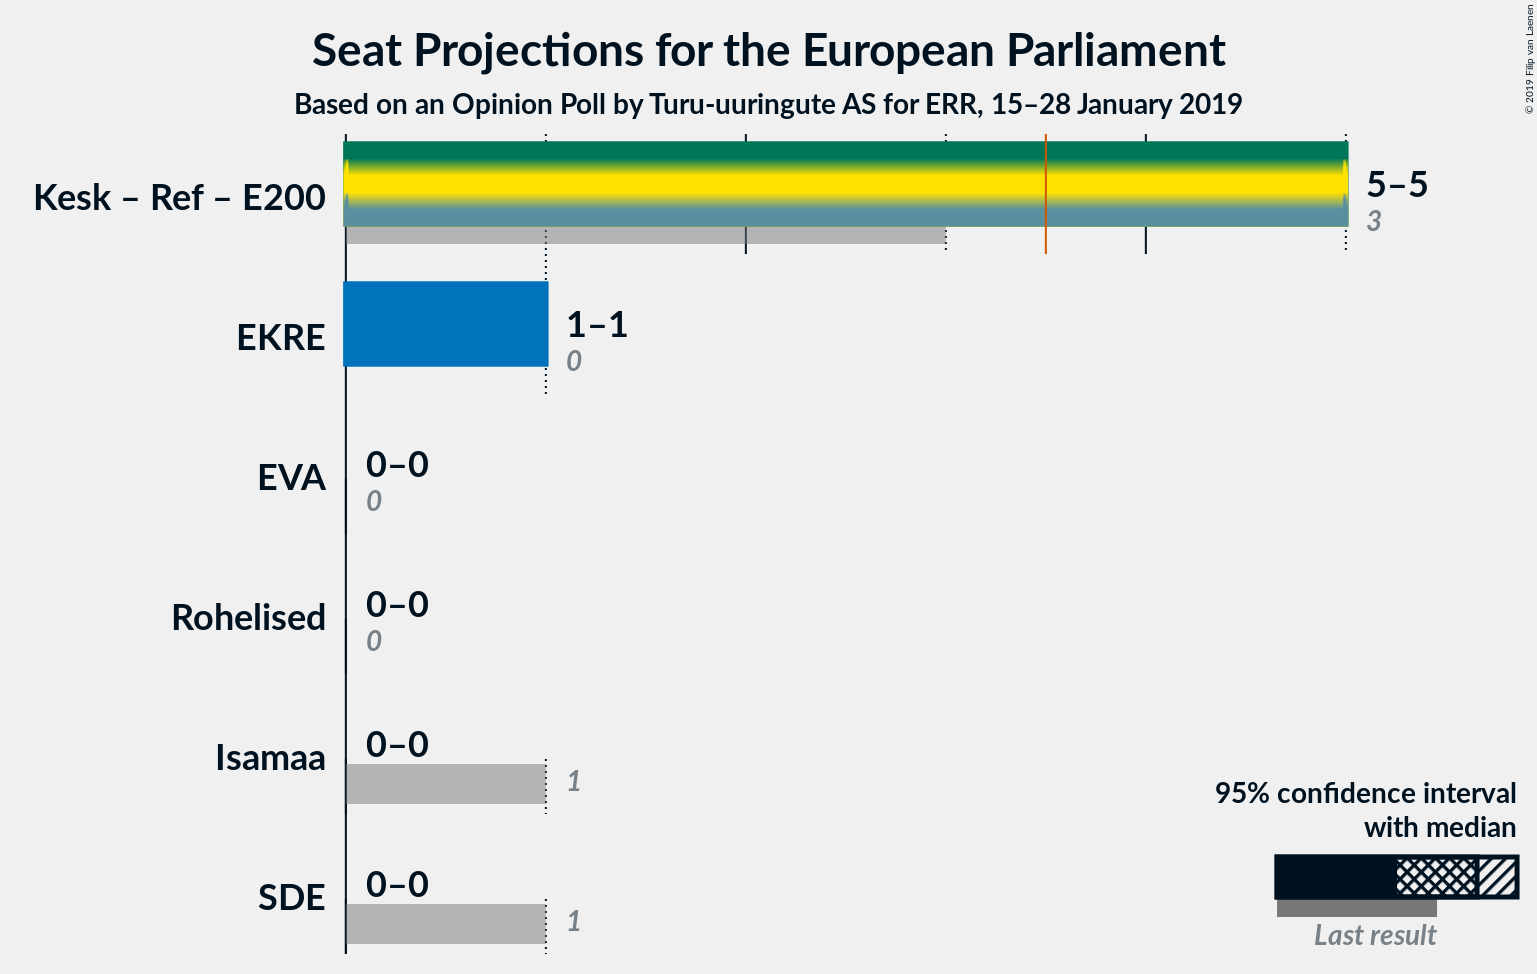 Seat Projections for the European Parliament
Based on an Opinion Poll by Turu-uuringute AS for ERR, 15–28 January 2019
© 2019 Filip van Laenen
Kesk – Ref – E200
5–5
3
EKRE
1–1
0
EVA
0–0
0
Rohelised
0–0
0
Isamaa
0–0
1
SDE
0–0
1
95% confidence interval
with median
Last result